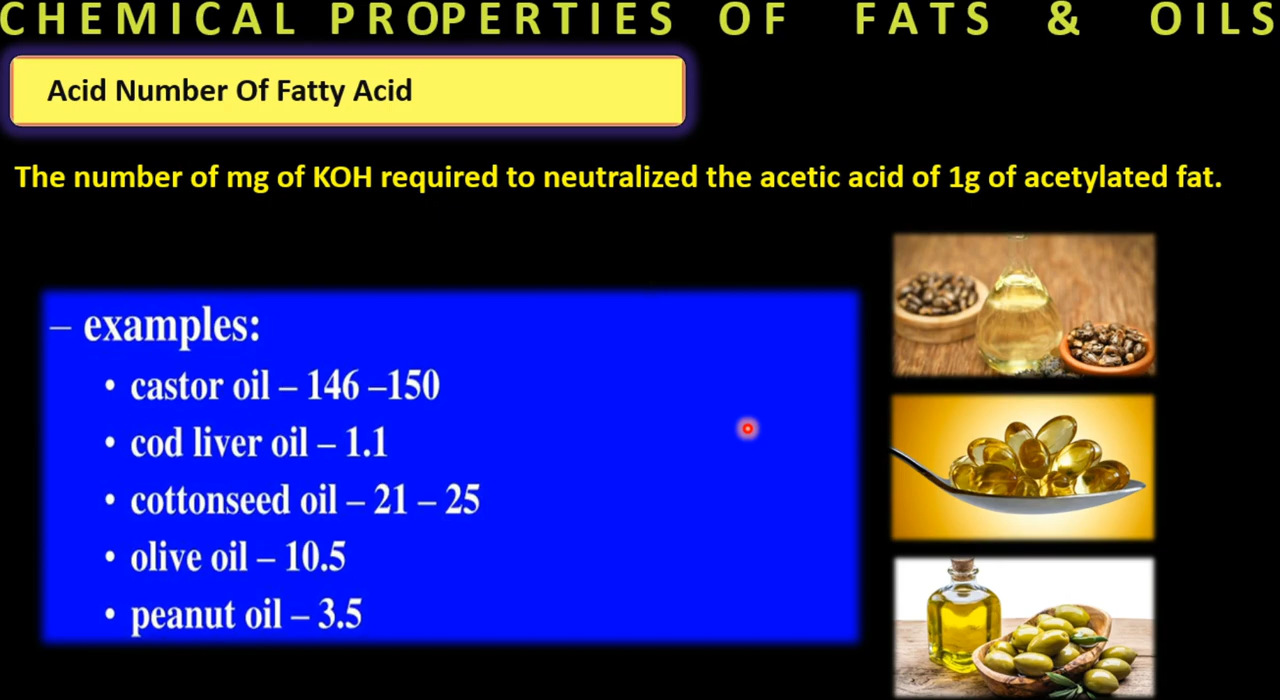 CHEMICAL PROPERTIES OF FATS & OILS
Acid Number Of Fatty Acid
The number of mg of KOH required to neutralized the acetic acid of 1g of acetylated fat.
– examples:
• castor oil – 146 –150
• cod liver oil – 1.1
• cottonseed oil – 21 – 25
• olive oil – 10.5
• peanut oil – 3.5